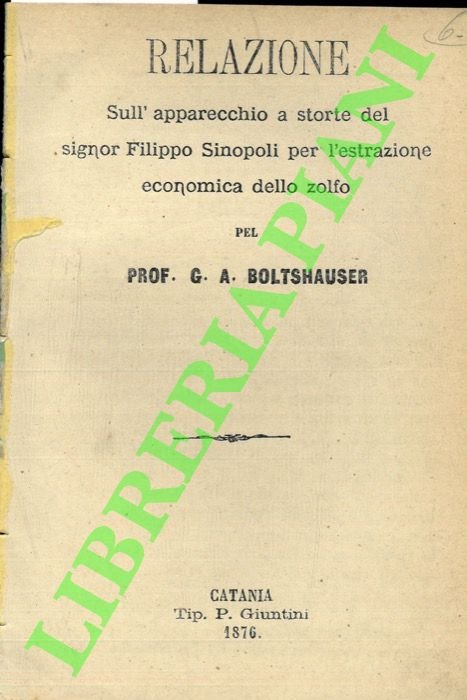 6-
RELAZIONE
Sull' apparecchio a storte del
signor Filippo Sinopoli per l'estrazione
economica dello zolfo
PEL
PROF. G. A. BOLTSHAUSER
CATANIA
Tip. P. Giuntini
1876.
LIBRERIA PIANI